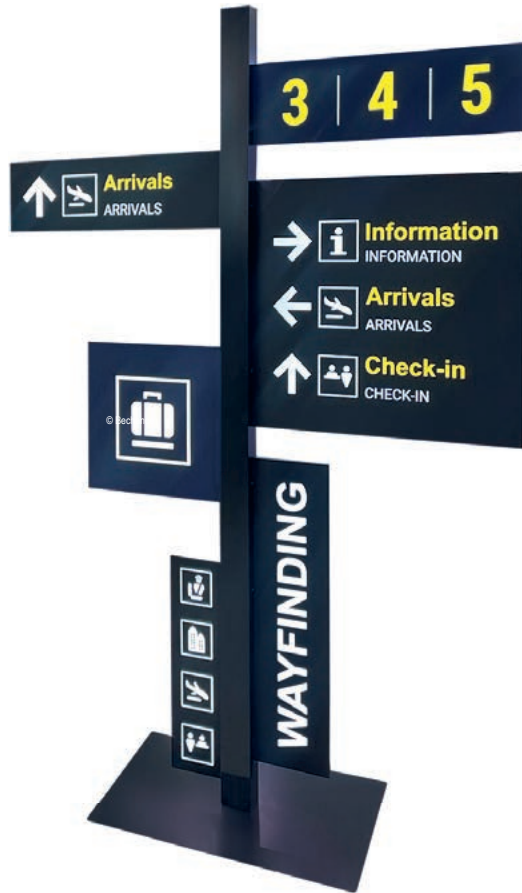 3 | 4 | 5
Arrivals
ARRIVALS
Information
INFORMATION
Arrivals
ARRIVALS
Check-in
CHECK-IN
©
WAYFINDING